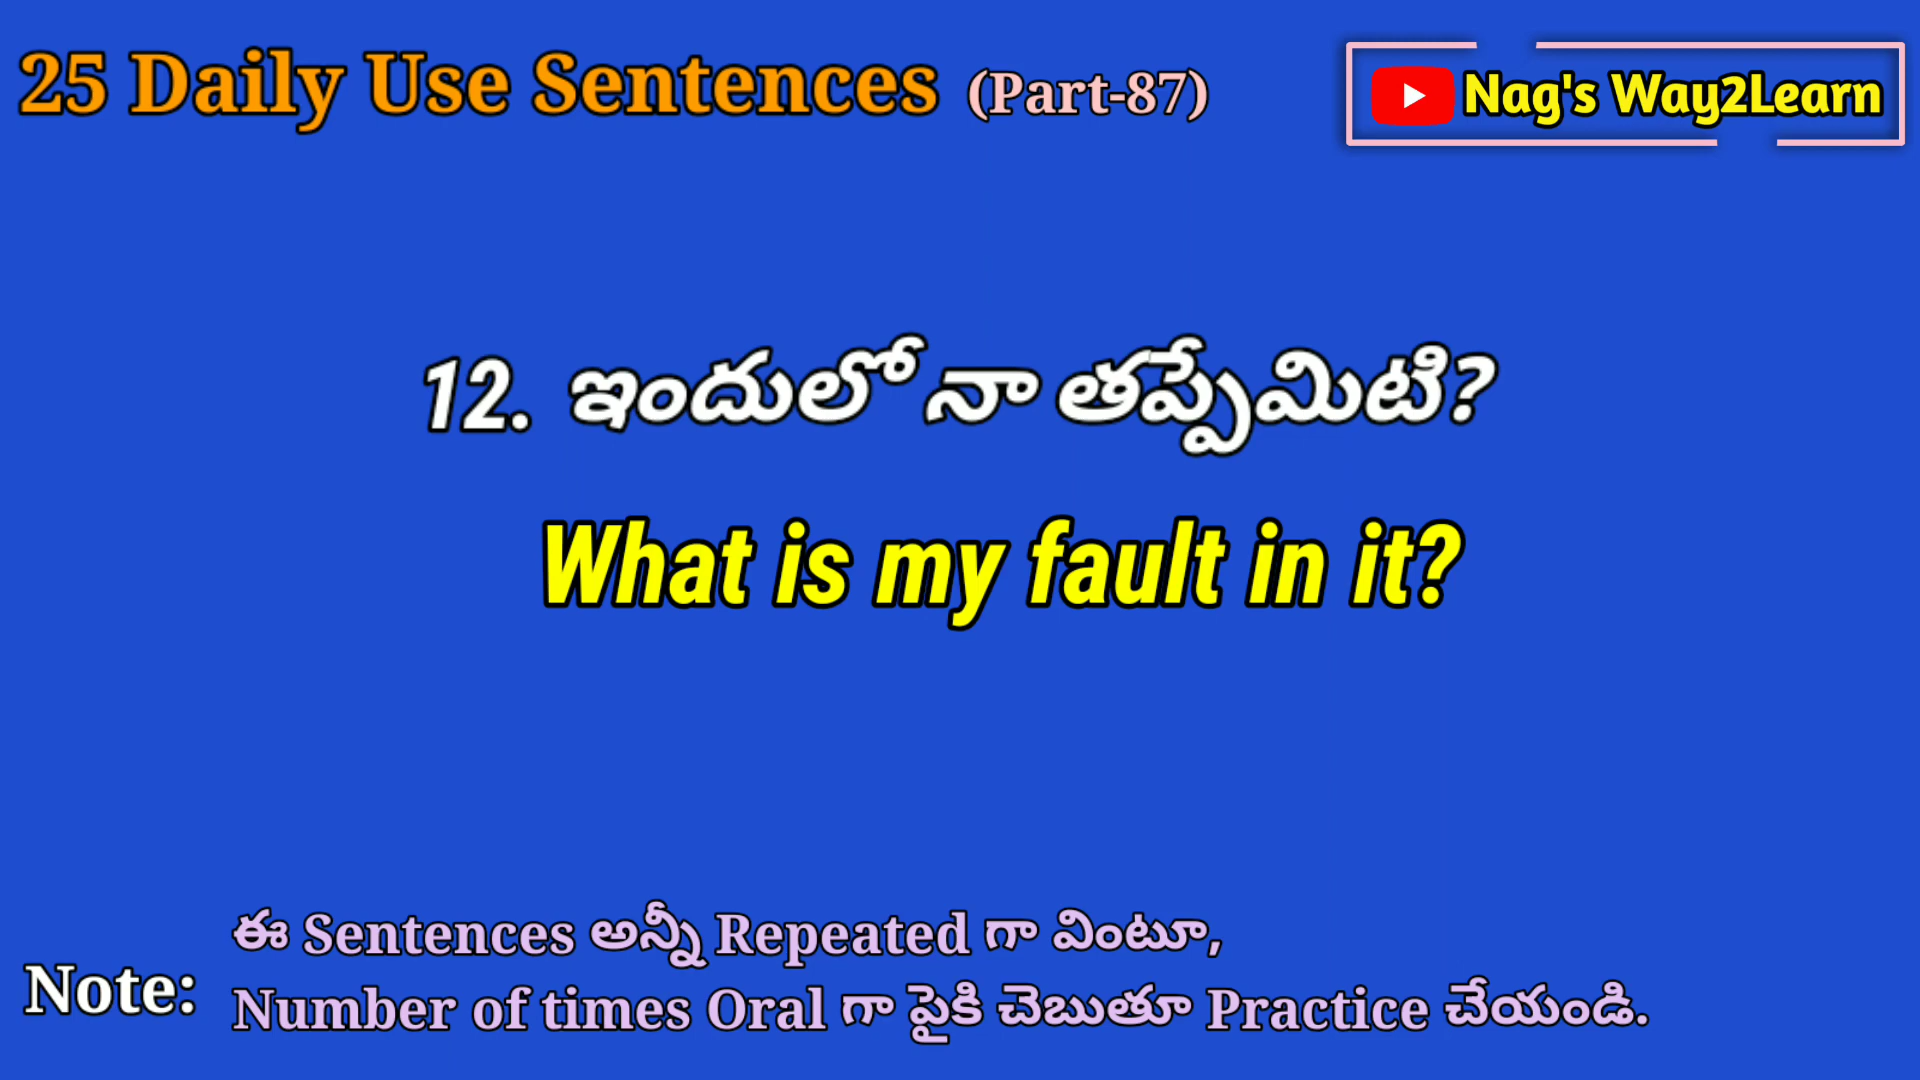 25 Daily Use Sentences (Part-87)
Nag's Way2Learn
12. ఇందులో నా తప్పేమిటి?
What is my fault in it?
ఈ Sentences అన్నీ Repeated గా వింటూ,
Note:
Number of times Oral గా పైకి చెబుతూ Practice చేయండి.